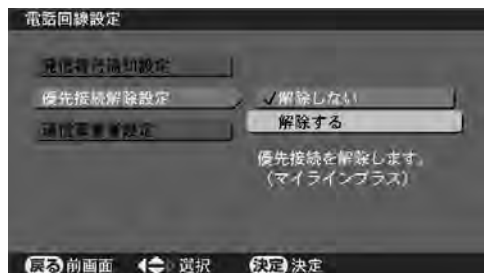 電話回線設定
発信番号通知設定
優先接続解除設定
通信事業者設定
✓解除しない
解除する
優先接続を解除します。
(マイラインプラス)
戻る 前画面 選択 決定 決定